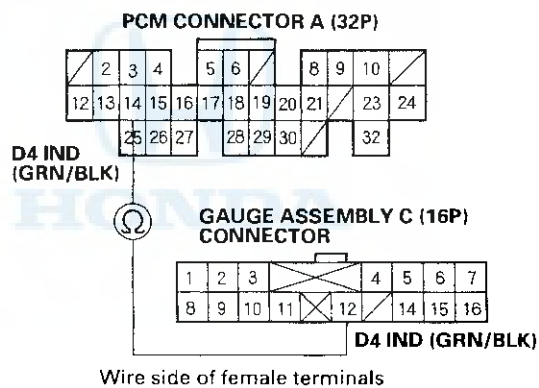 PCM CONNECTOR A (32P)
2 3 4 5 6 8 9 10
12 13 14 15 16 17 18 19 20 21 23 24
25 26 27 28 29 30 32
D4 IND
(GRN/BLK)
HONDA
Ω
GAUGE ASSEMBLY C (16P)
CONNECTOR
1 2 3 4 5 6 7
8 9 10 11 12 14 15 16
D4 IND (GRN/BLK)
Wire side of female terminals